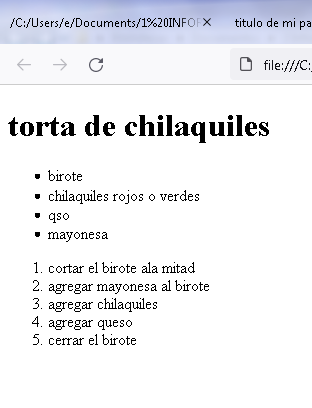 /C:/Users/e/Documents/1%20INFO
titulo de mi pa
file:///C:
torta de chilaquiles
birote
chilaquiles rojos o verdes
qso
mayonesa
1. cortar el birote ala mitad
2. agregar mayonesa al birote
3. agregar chilaquiles
4. agregar queso
5. cerrar el birote